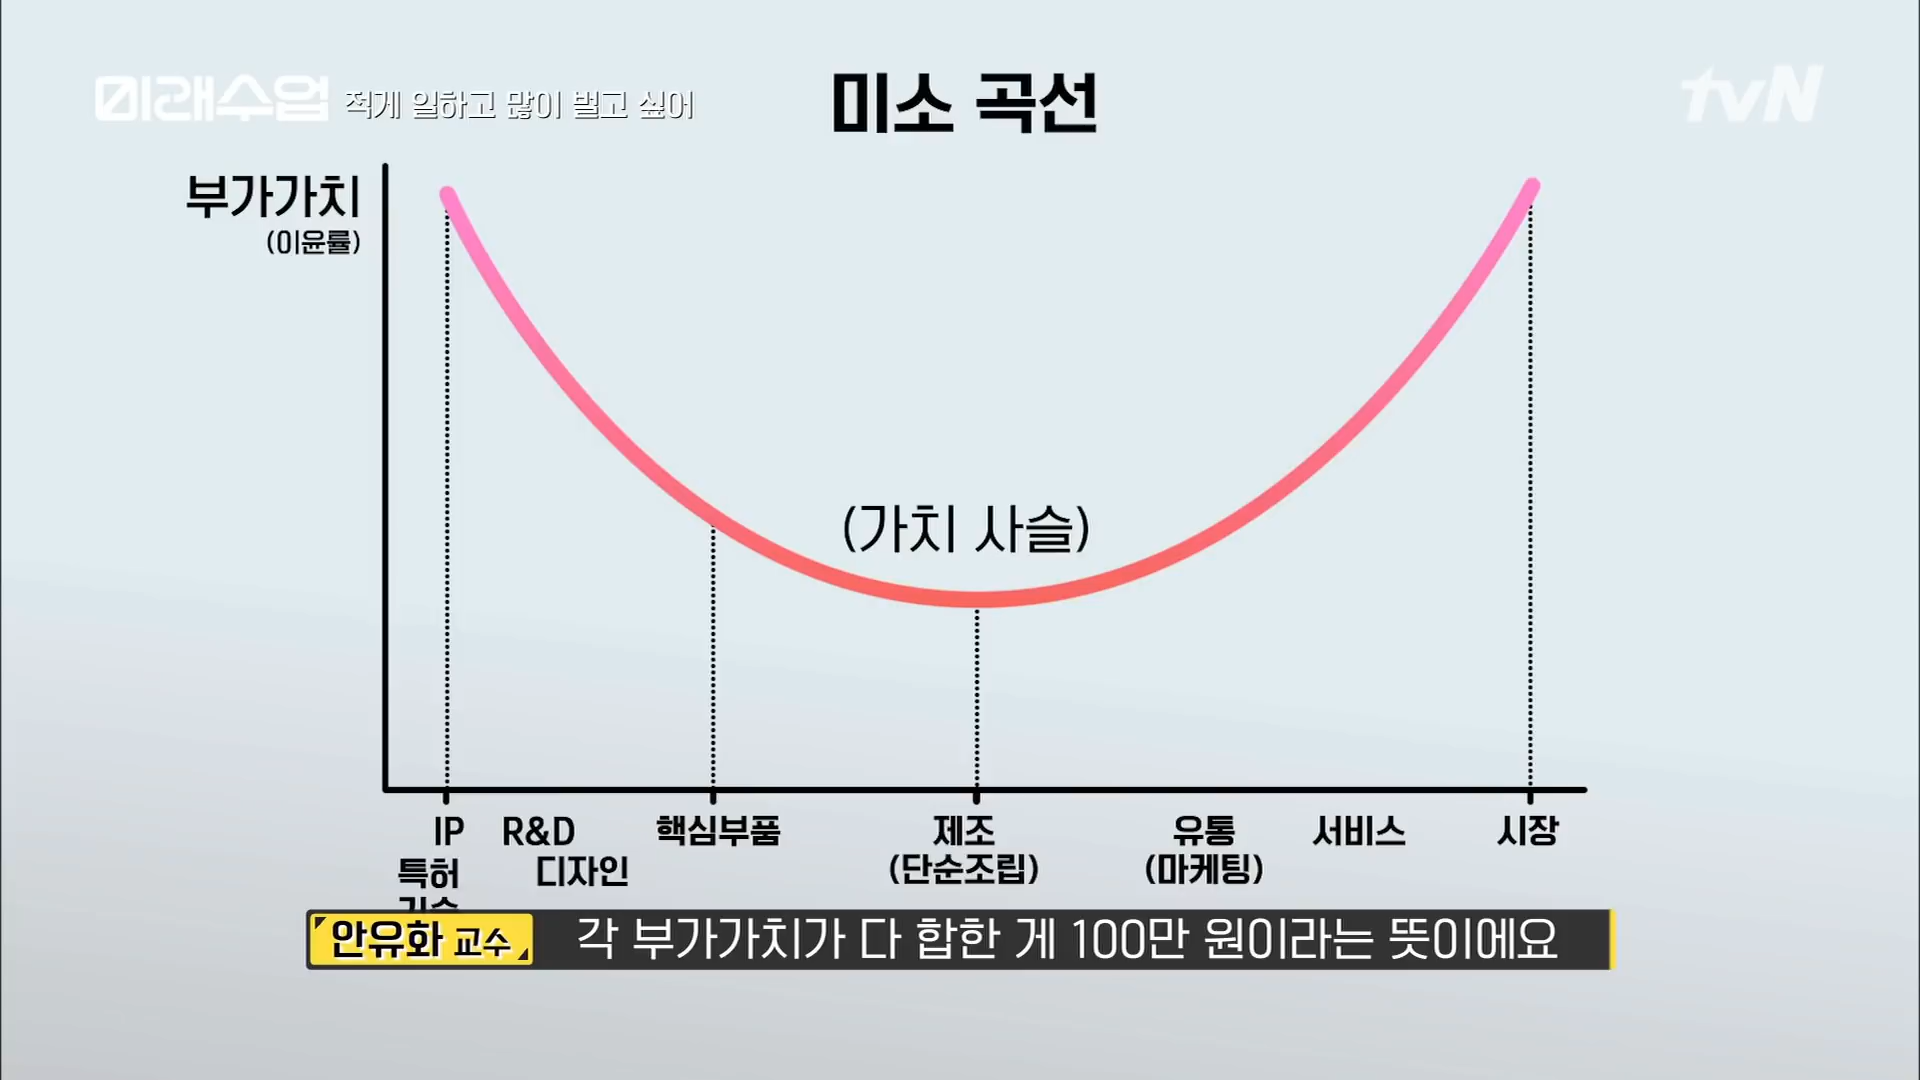 미래수업 적게 일하고 많이 벌고 싶어
tvN
미소 곡선
부가가치
(이윤률)
(가치 사슬)
IP R&D 핵심부품 제조 유통 서비스 시장
특허 디자인 (단순조립) (마케팅)
안유화 교수 각 부가가치가 다 합한 게 100만 원이라는 뜻이에요